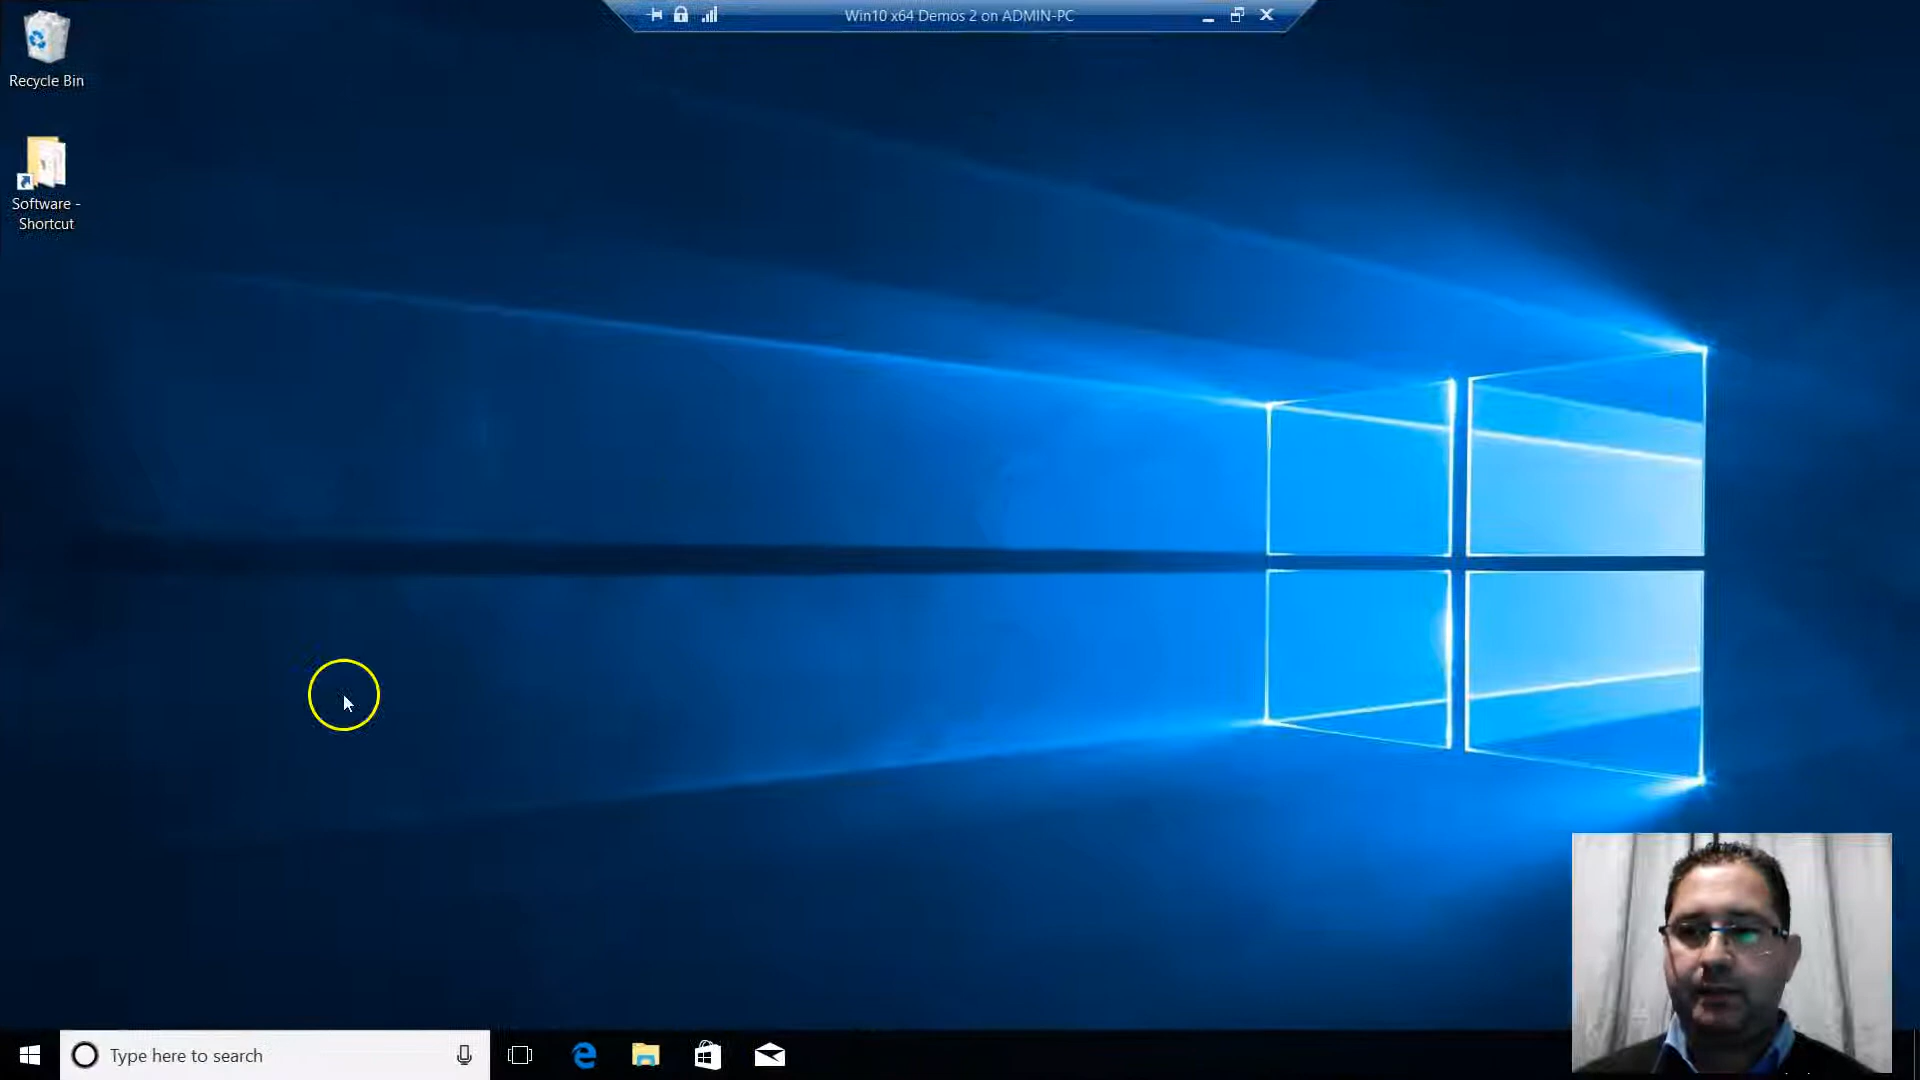 Win10 x64 Demos 2 on ADMIN-PC
Recycle Bin
Software -
Shortcut
Type here to search